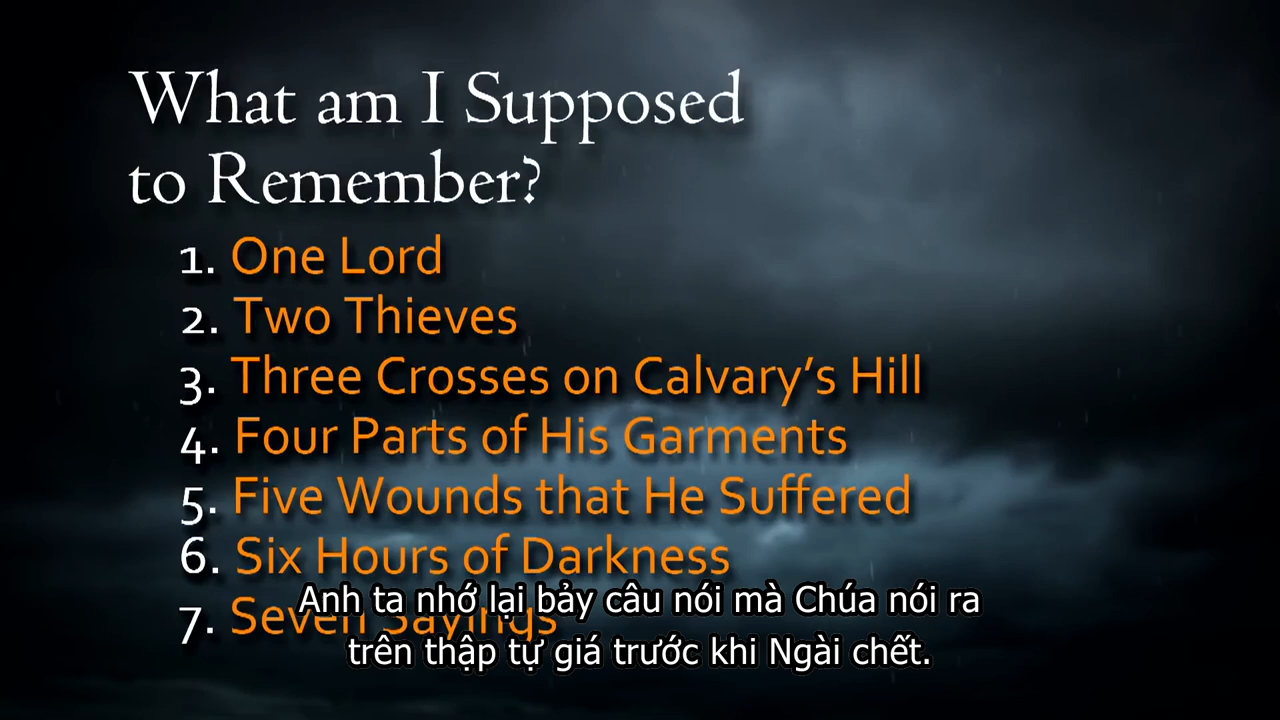 What am I Supposed
to Remember?
1. One Lord
2. Two Thieves
3. Three Crosses on Calvary's Hill
4. Four Parts of His Garments
5. Five Wounds that He Suffered
6. Six Hours of Darkness
7. Seven Sayings
Anh ta nhớ lại bảy câu nói mà Chúa nói ra
trên thập tự giá trước khi Ngài chết.